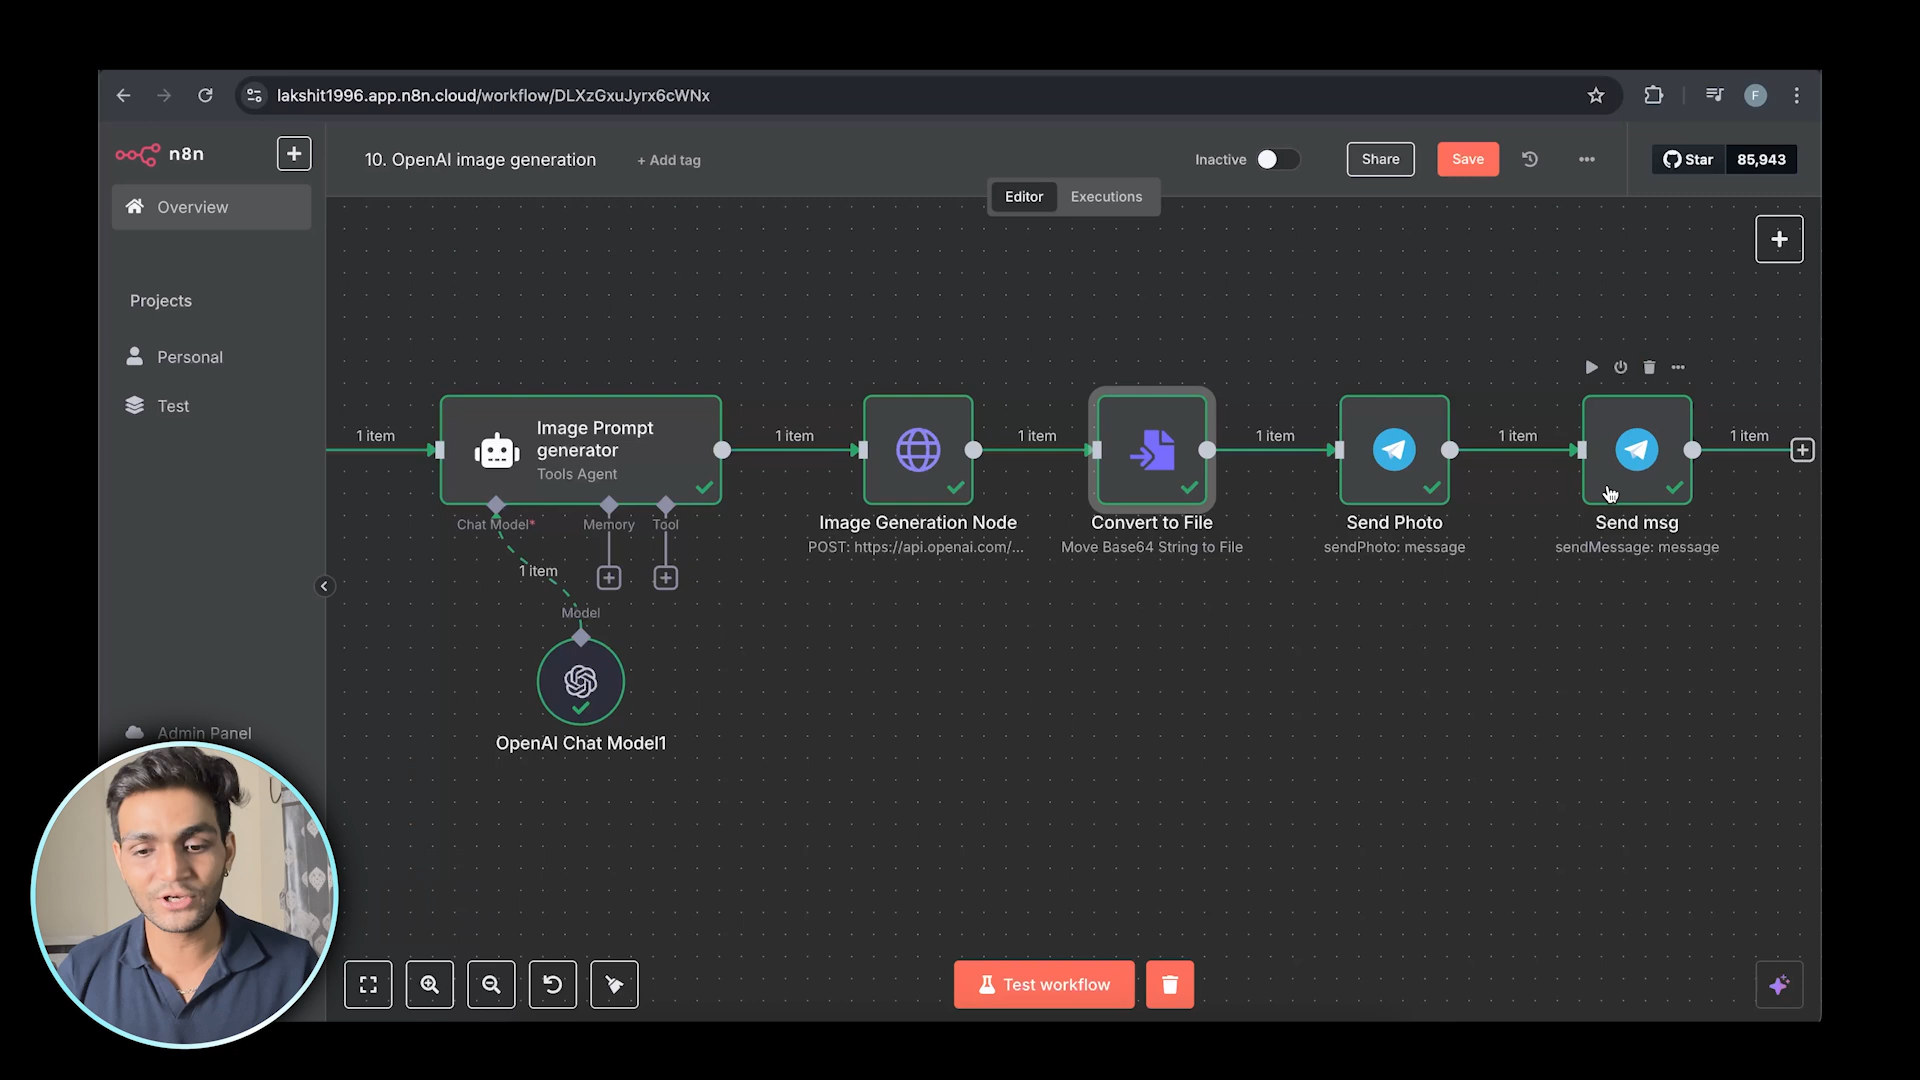 lakshit1996.app.n8n.cloud/workflow/DLXzGxuJyrx6cWNx
F
n8n
10. OpenAI image generation
+ Add tag
Inactive
Share
Save
Star
85,943
Editor
Executions
Overview
Projects
Personal
Test
Admin Panel
1 item
Image Prompt
generator
Tools Agent
1 item
1 item
1 item
1 item
1 item
Chat Model*
Memory
Tool
Image Generation Node
POST: https://api.openai.com/...
Convert to File
Move Base64 String to File
Send Photo
sendPhoto: message
Send msg
sendMessage: message
1 item
Model
OpenAI Chat Model1
Test workflow